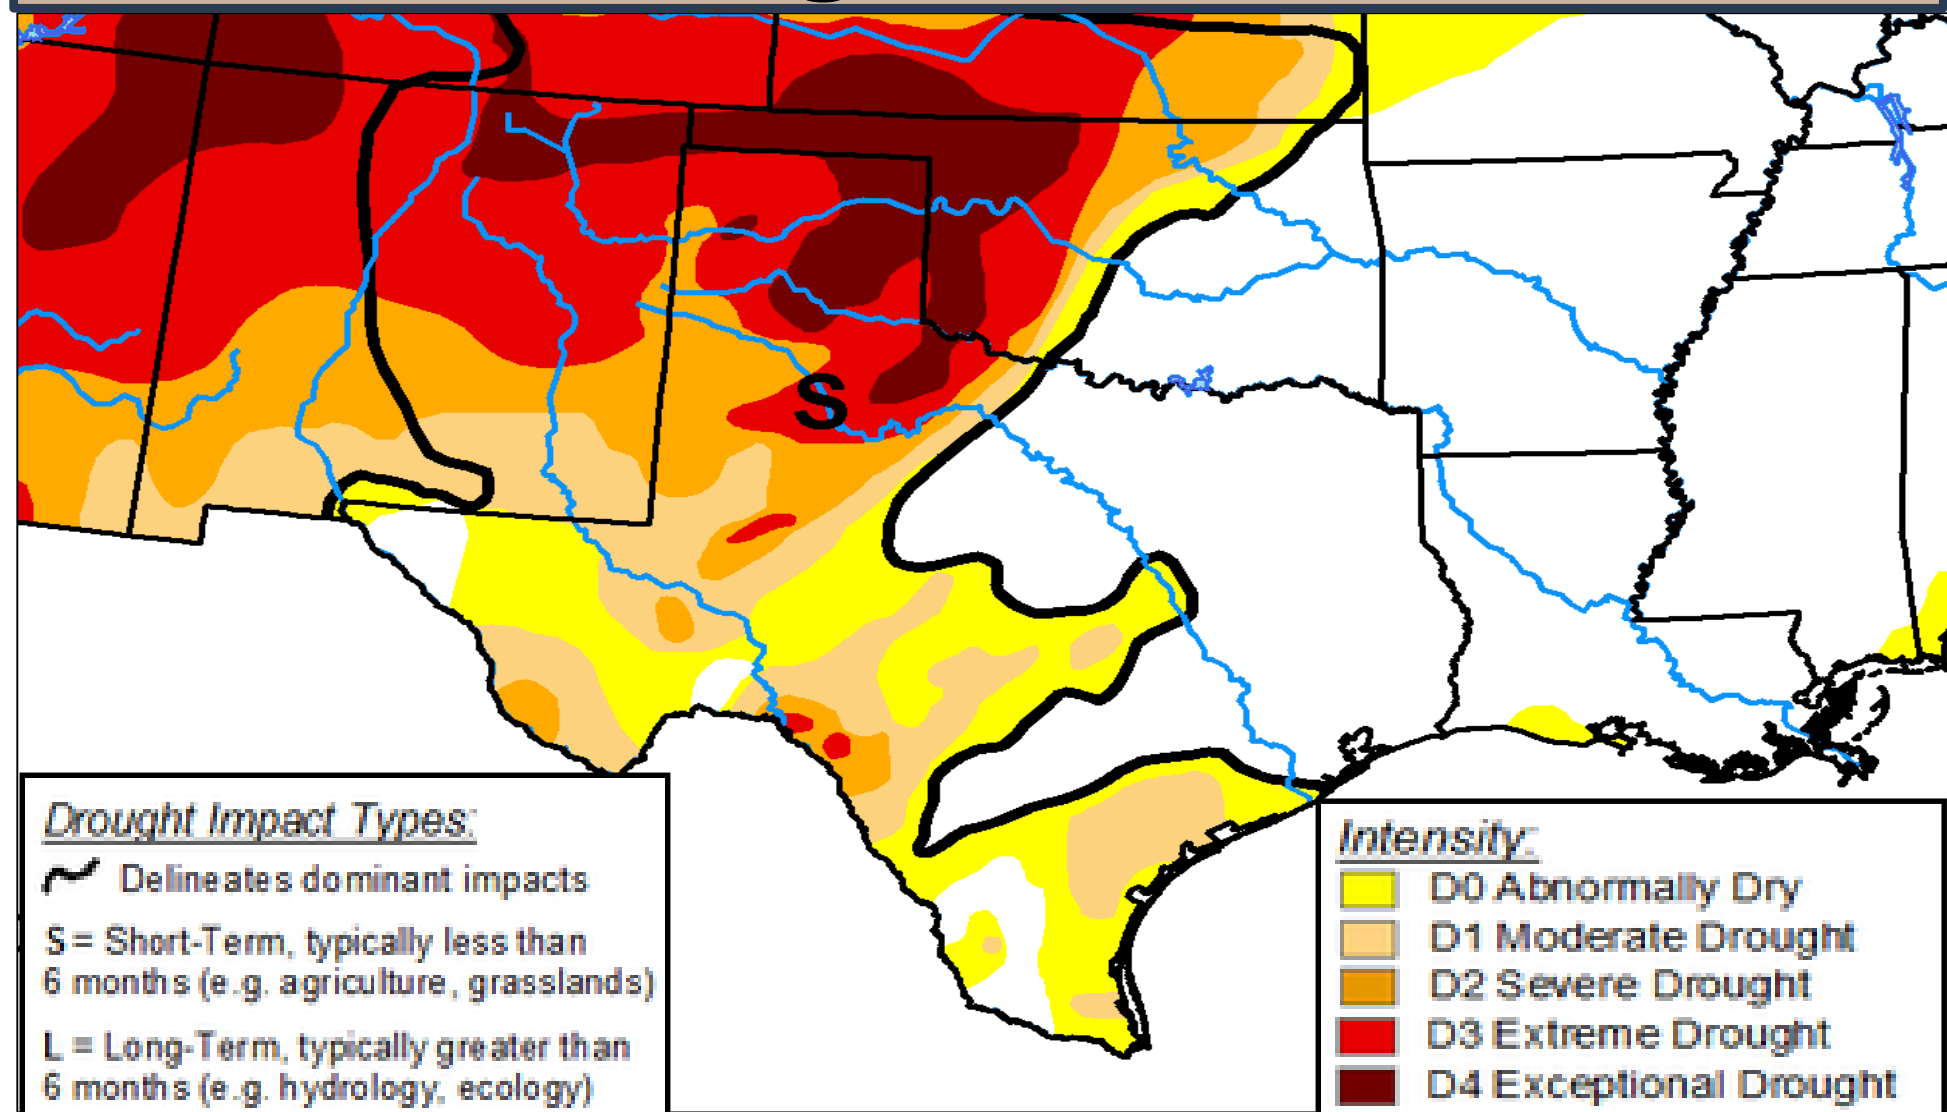 S
Drought Impact Types:
Delineates dominant impacts
S = Short-Term, typically less than
6 months (e.g. agriculture, grasslands)
L = Long-Term, typically greater than
6 months (e.g. hydrology, ecology)
Intensity:
D0 Abnormally Dry
D1 Moderate Drought
D2 Severe Drought
D3 Extreme Drought
D4 Exceptional Drought